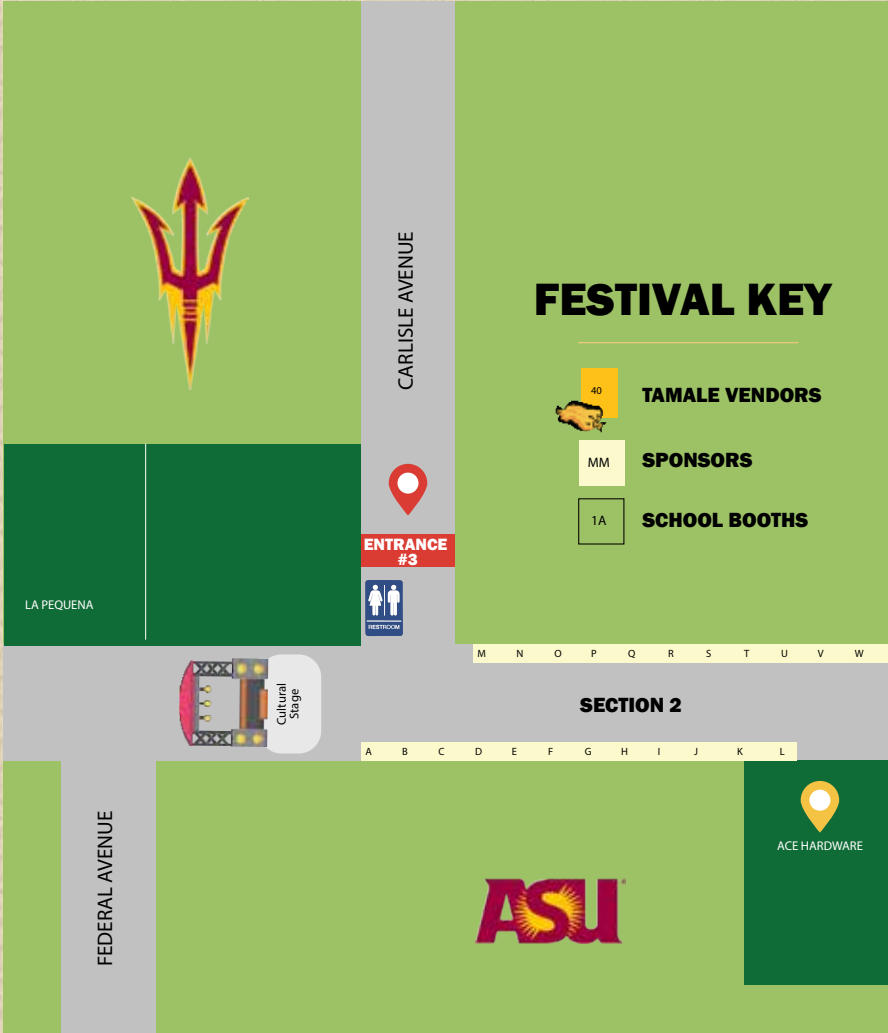 CARLISLE AVENUE
FESTIVAL KEY
40
TAMALE VENDORS
MM
SPONSORS
1A
SCHOOL BOOTHS
ENTRANCE
#3
RESTROOM
LA PEQUENA
M N O P Q R S T U V W
Cultural
Stage
SECTION 2
A B C D E F G H I J K L
FEDERAL AVENUE
ACE HARDWARE
ASU